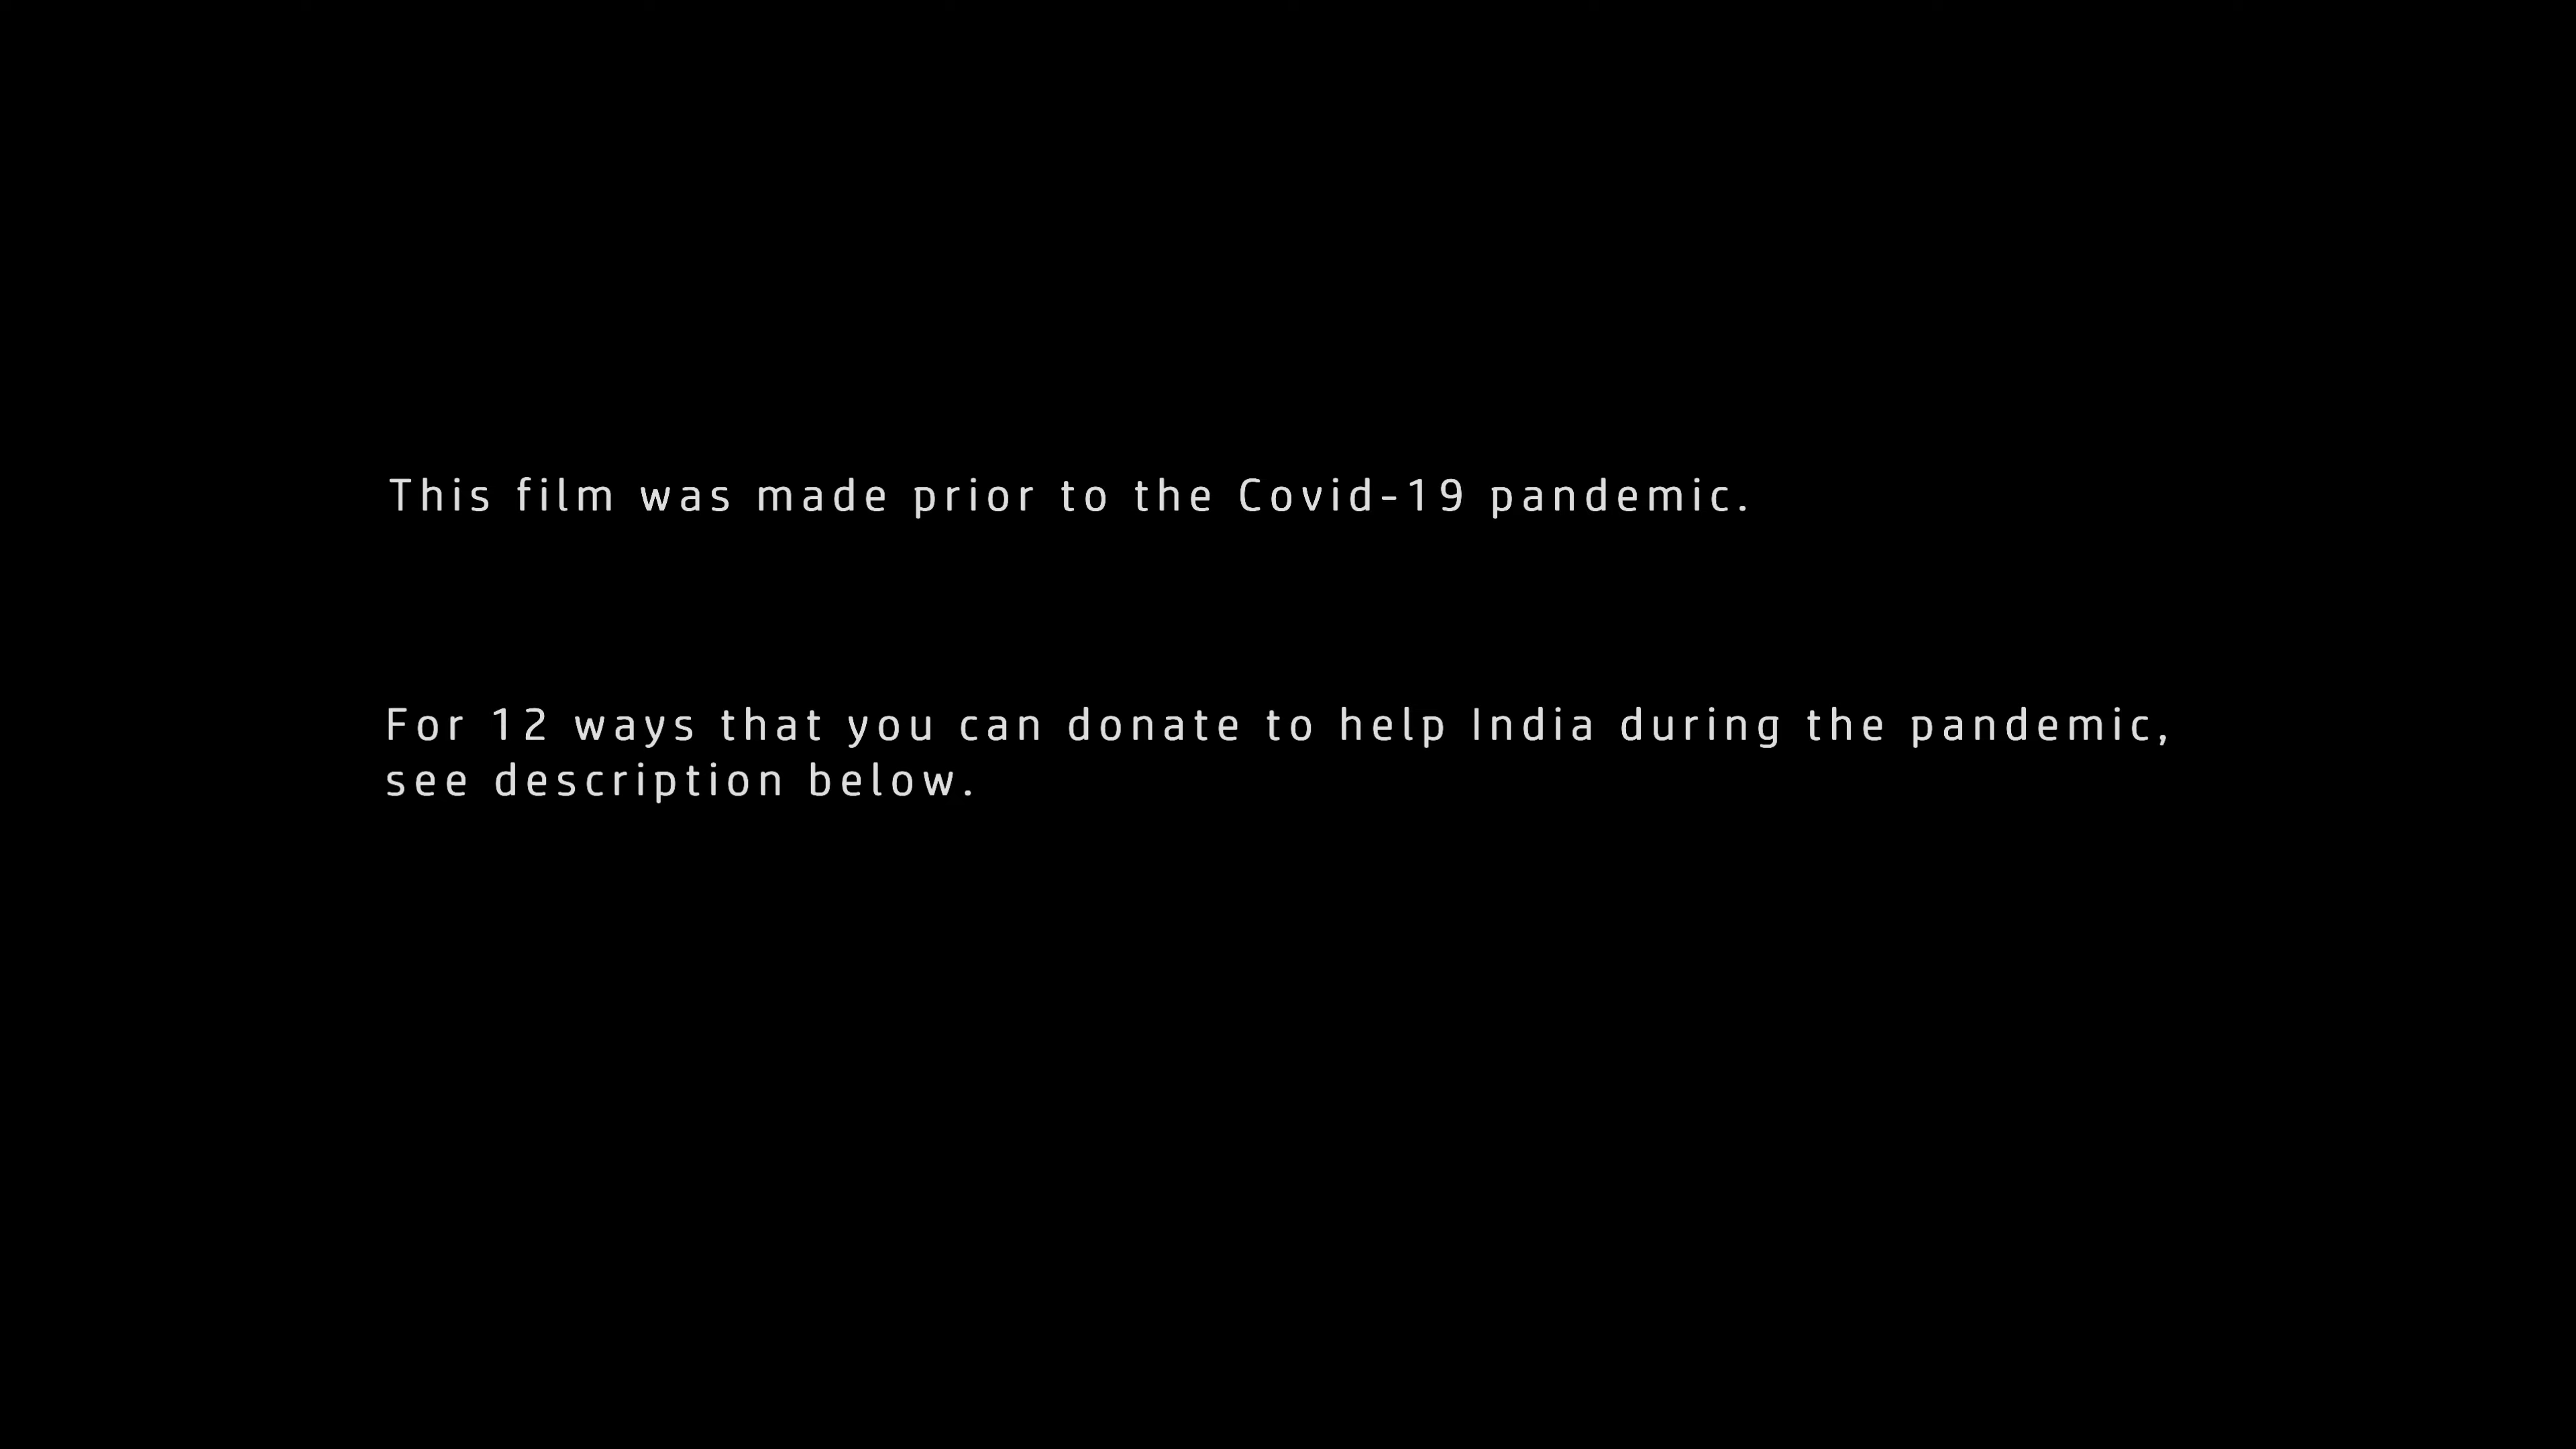 This film was made prior to the Covid-19 pandemic.
For 12 ways that you can donate to help India during the pandemic,
see description below.